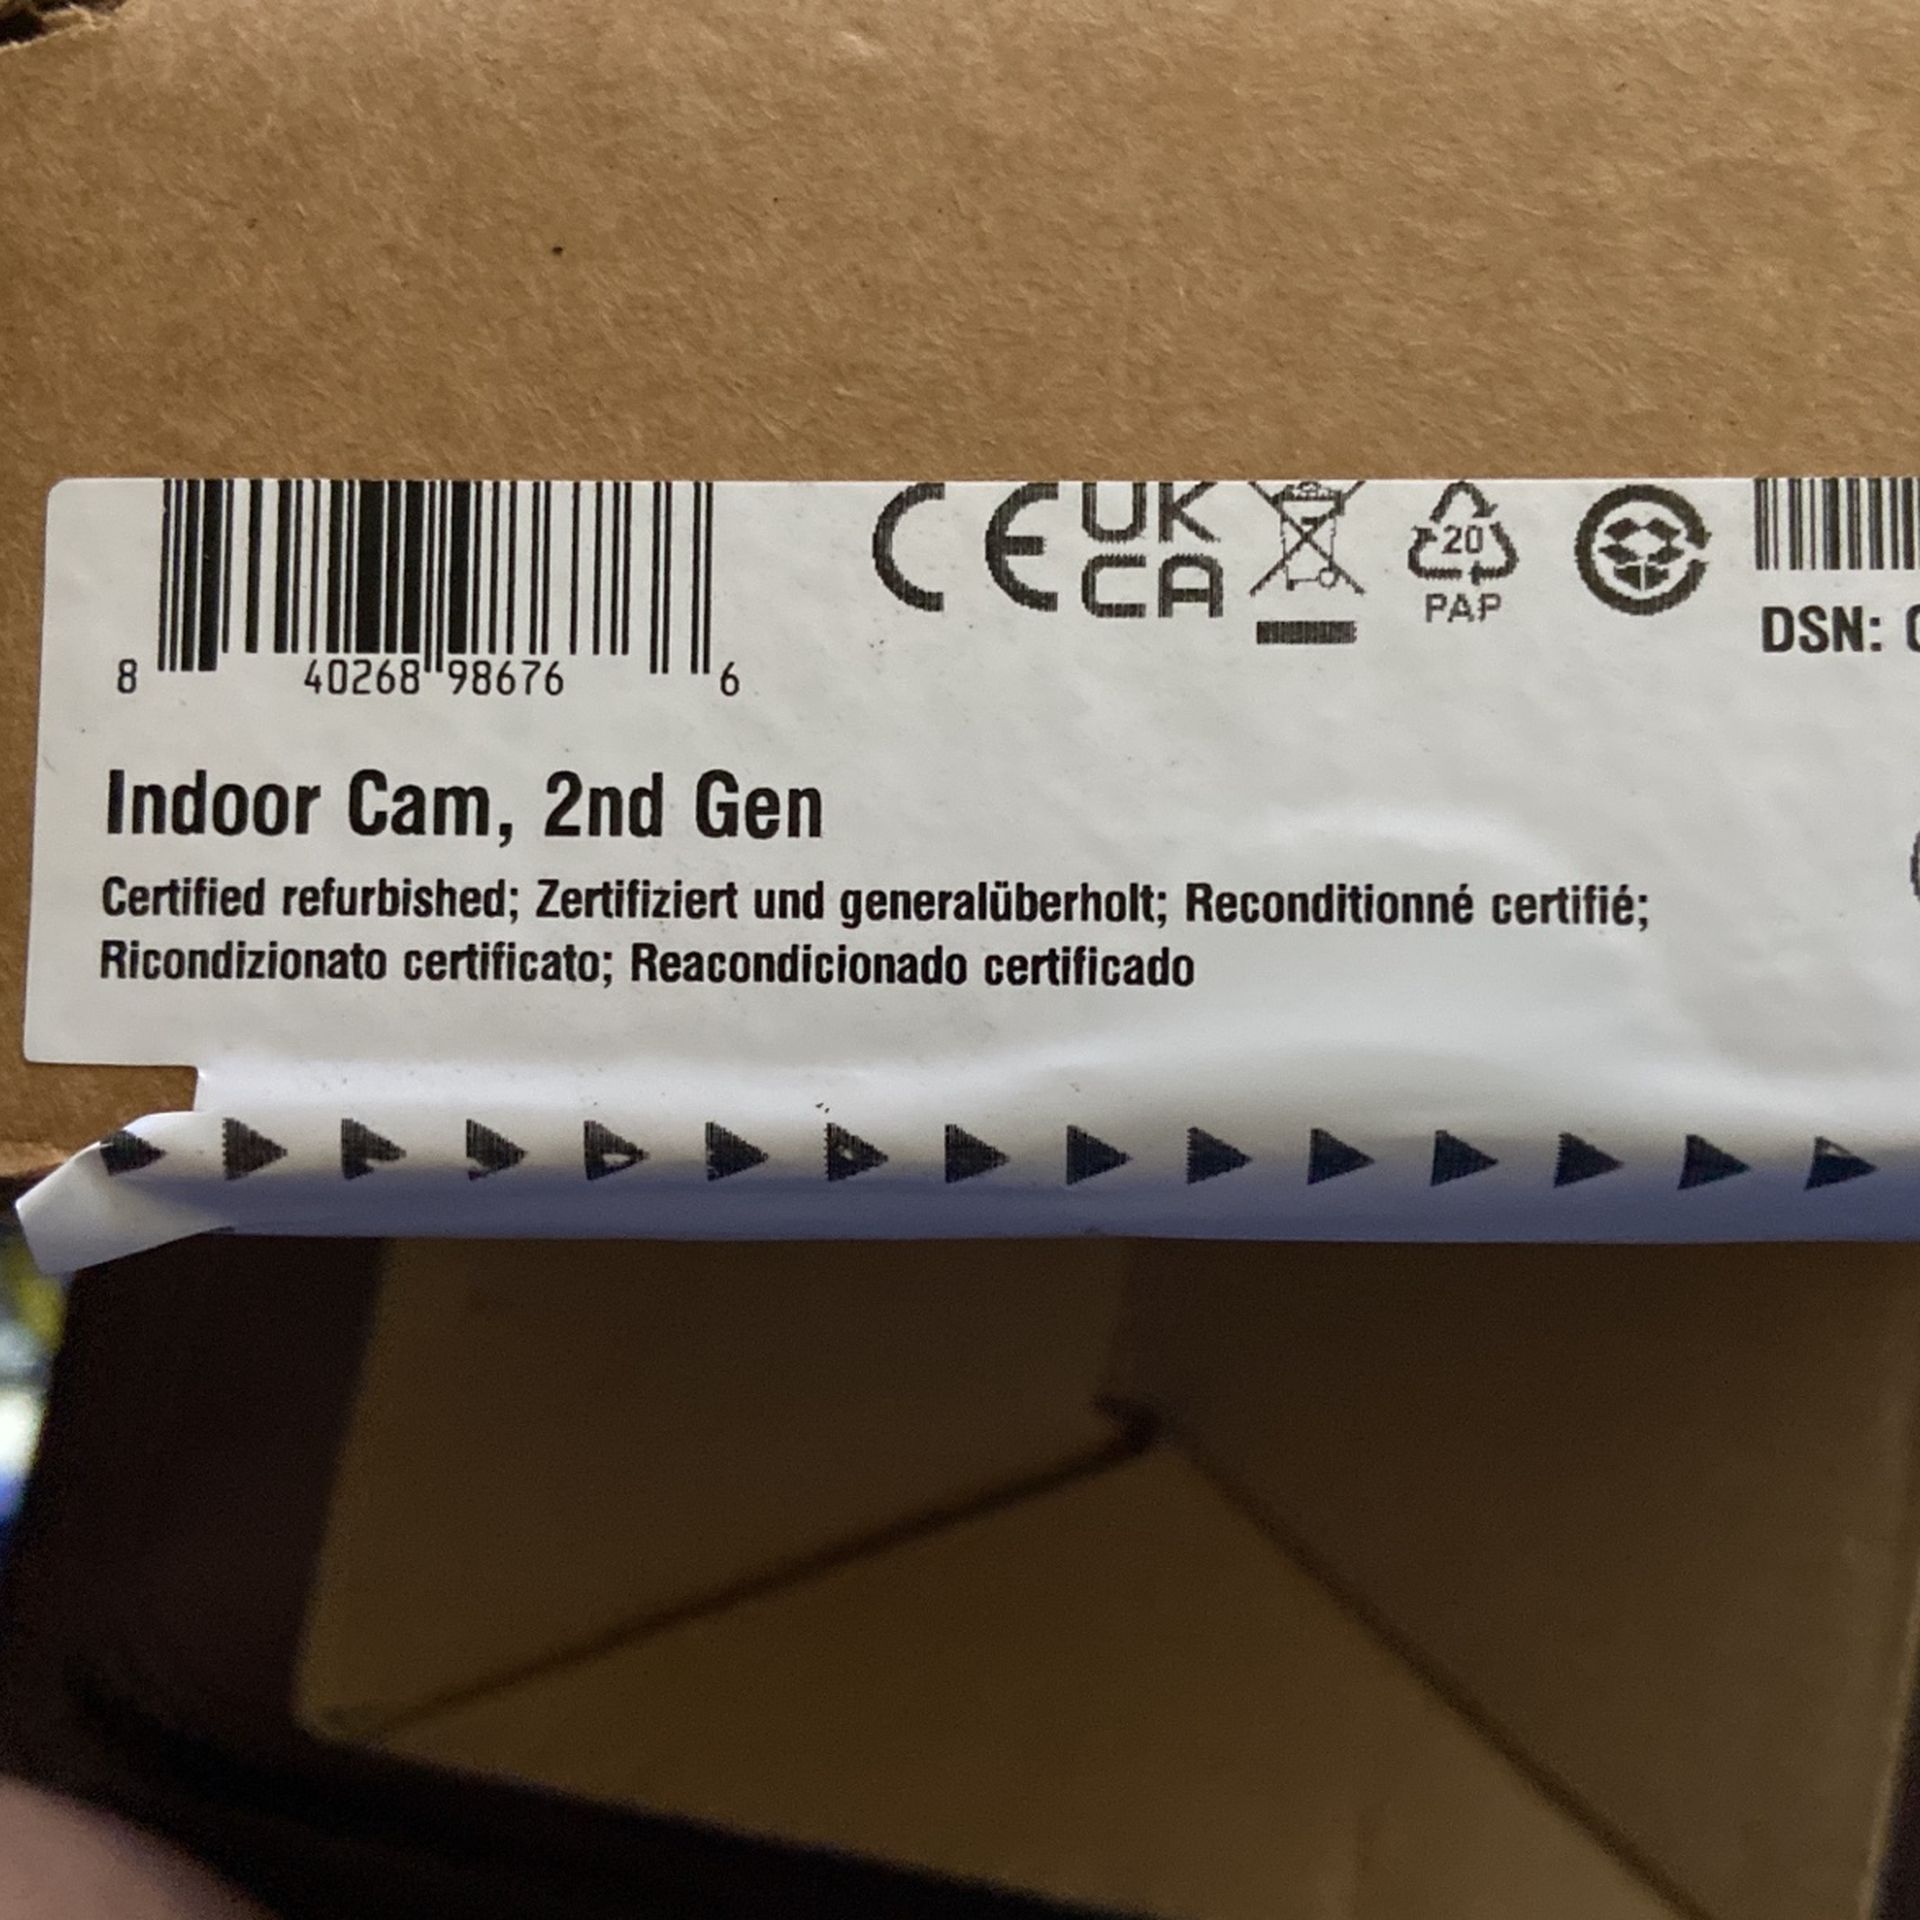 CE UK CA
20
PAP
DSN:
8 40268 98676 6
Indoor Cam, 2nd Gen
Certified refurbished; Zertifiziert und generalüberholt; Reconditionné certifié;
Ricondizionato certificato; Reacondicionado certificado